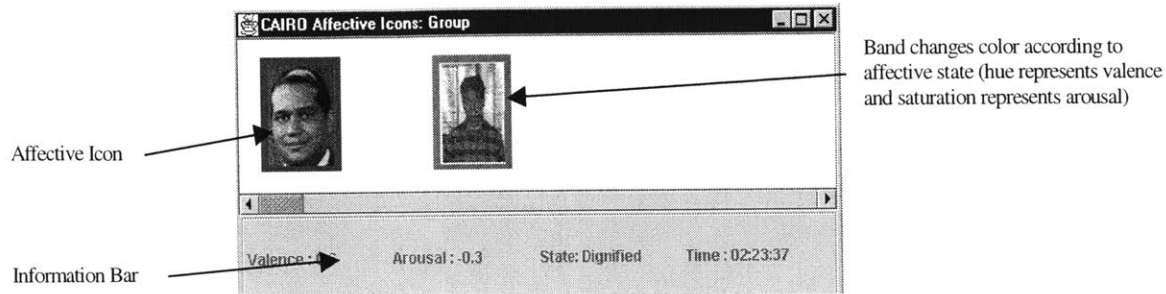 CAIRO Affective Icons: Group
Band changes color according to
affective state (hue represents valence
and saturation represents arousal)
Affective Icon
Valence :
Arousal : -0.3
State: Dignified
Time : 02:23:37
Information Bar